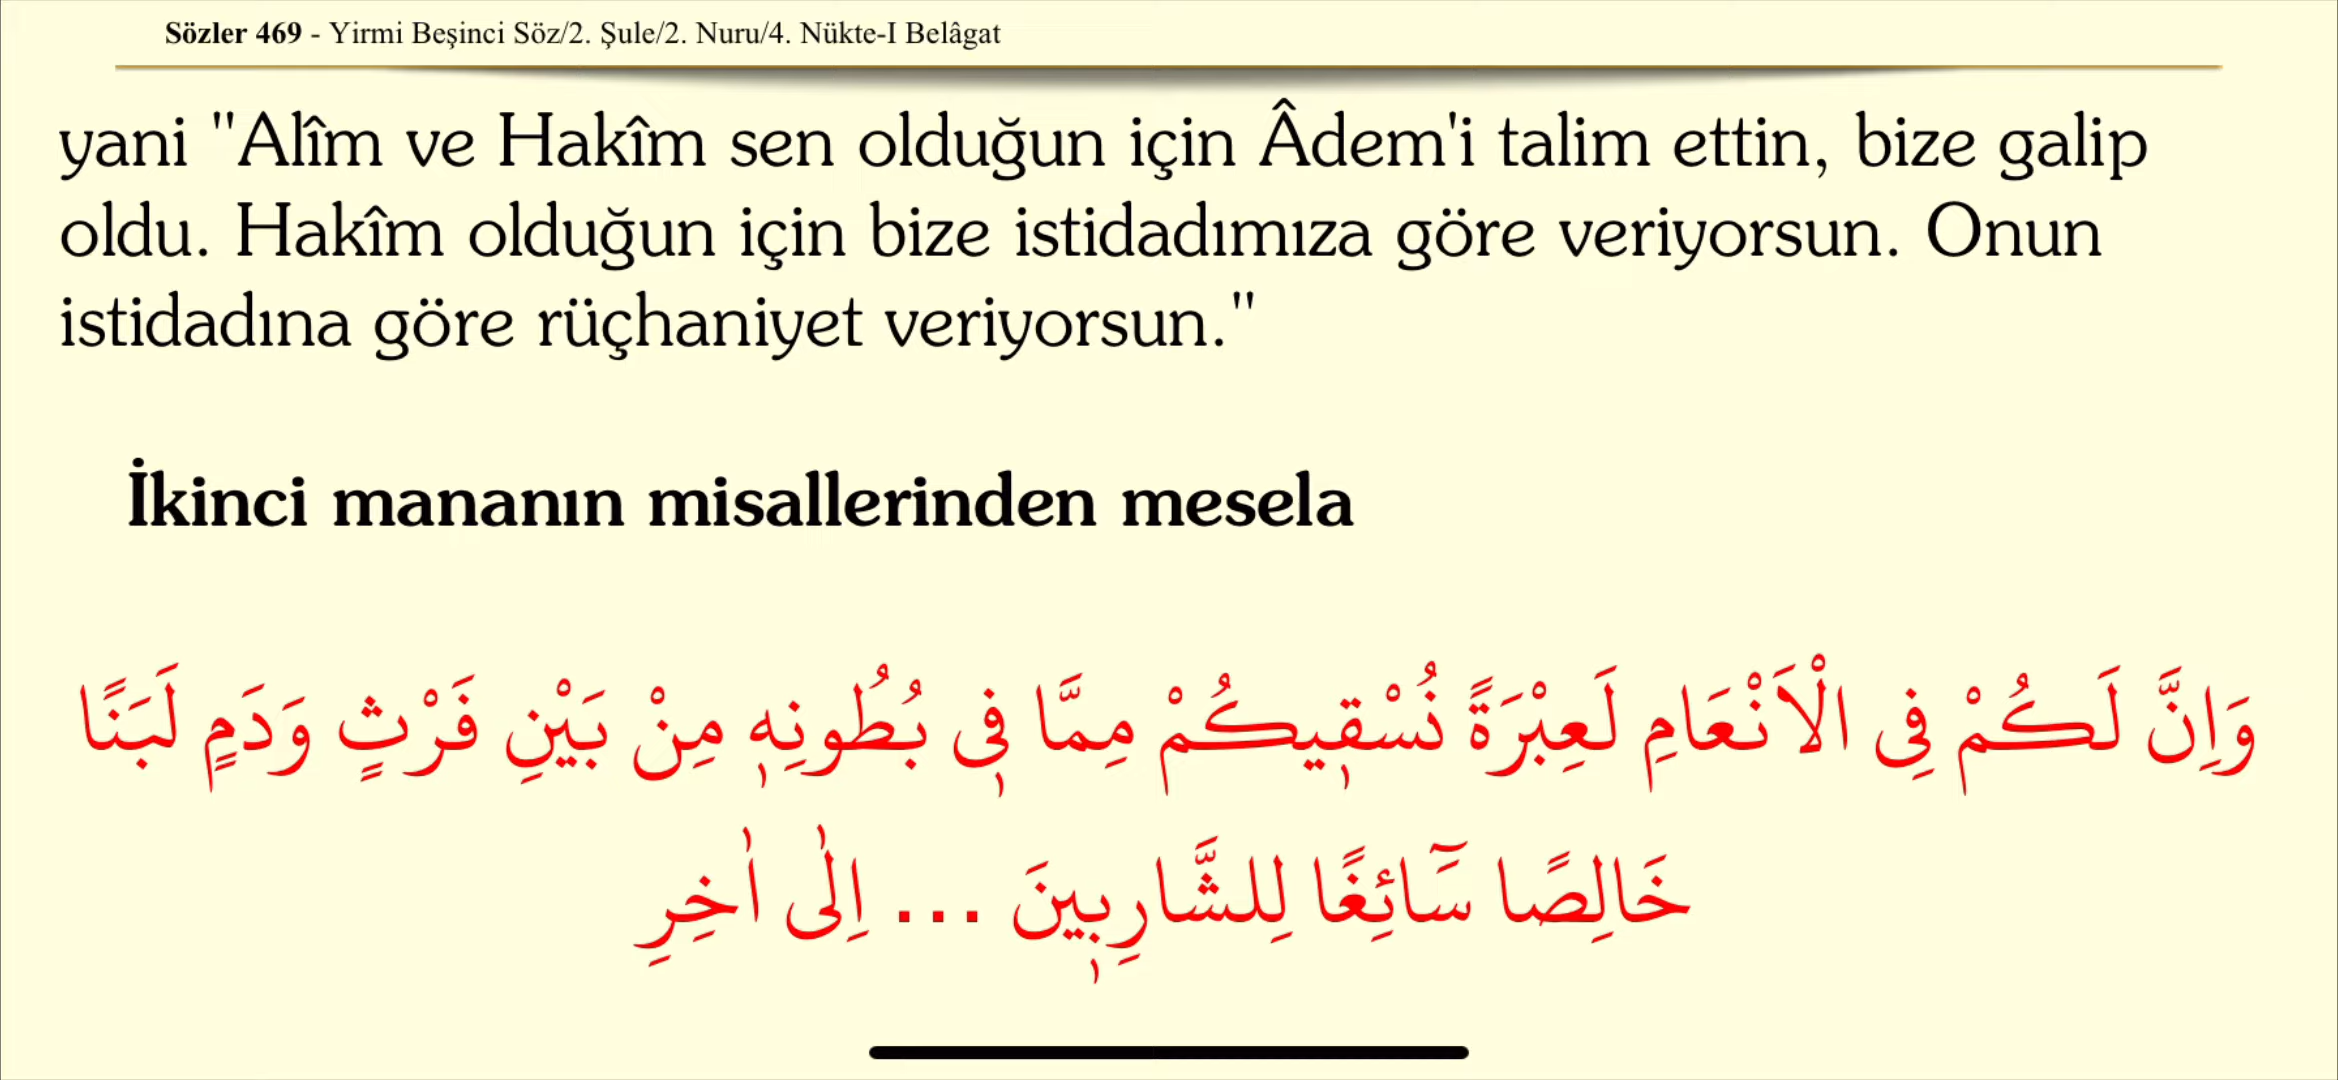 Sözler 469 - Yirmi Beşinci Söz/2. Şule/2. Nuru/4. Nükte-I Belâgat
yani "Alîm ve Hakîm sen olduğun için Âdem'i talim ettin, bize galip
oldu. Hakîm olduğun için bize istidadımıza göre veriyorsun. Onun
istidadına göre rüçhaniyet veriyorsun."
İkinci mananın misallerinden mesela
وَاِنَّ لَكُمْ فِى الْاَنْعَامِ لَعِبْرَةً نُسْقٖيكُمْ مِمَّا فٖى بُطُونِهٖ مِنْ بَيْنِ فَرْثٍ وَدَمٍ لَبَنًا
خَالِصًا سَٓائِغًا لِلشَّارِبٖينَ ... اِلٰى اٰخِرِ